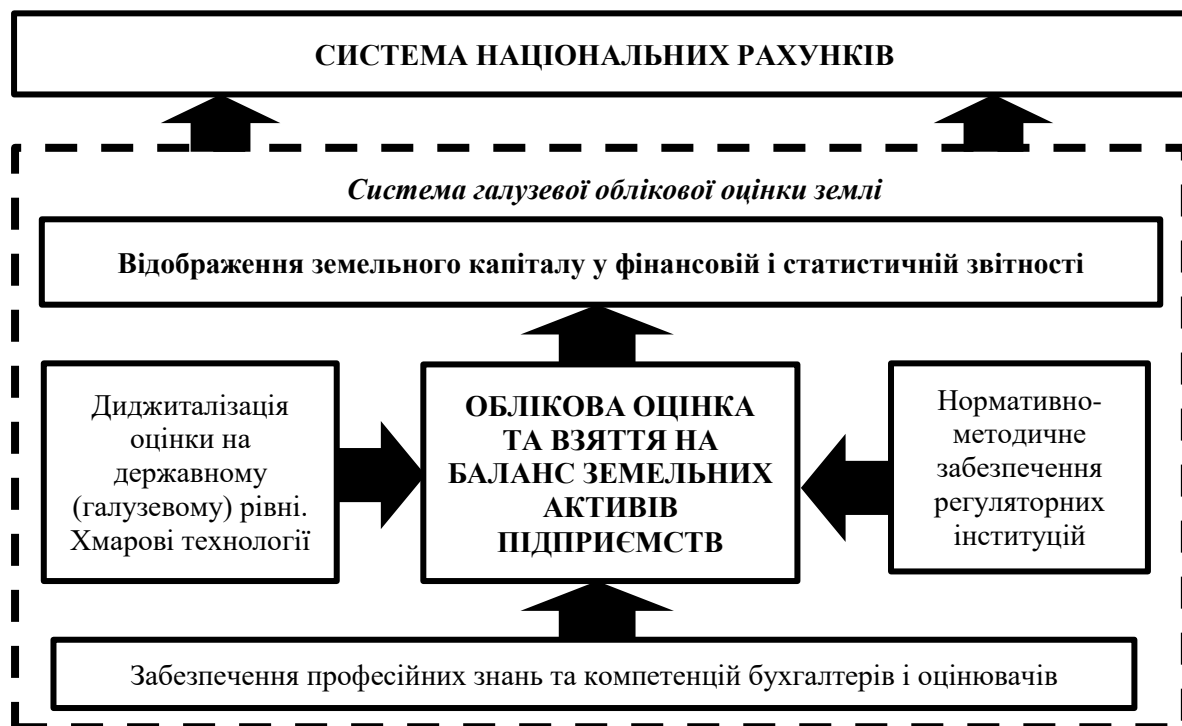 СИСТЕМА НАЦІОНАЛЬНИХ РАХУНКІВ
Система галузевої облікової оцінки землі
Відображення земельного капіталу у фінансовій і статистичній звітності
Диджиталізація
оцінки на
державному
(галузевому) рівні.
Хмарові технології
ОБЛІКОВА ОЦІНКА
ТА ВЗЯТТЯ НА
БАЛАНС ЗЕМЕЛЬНИХ
АКТИВІВ
ПІДПРИЄМСТВ
Нормативно-
методичне
забезпечення
регуляторних
інституцій
Забезпечення професійних знань та компетенцій бухгалтерів і оцінювачів